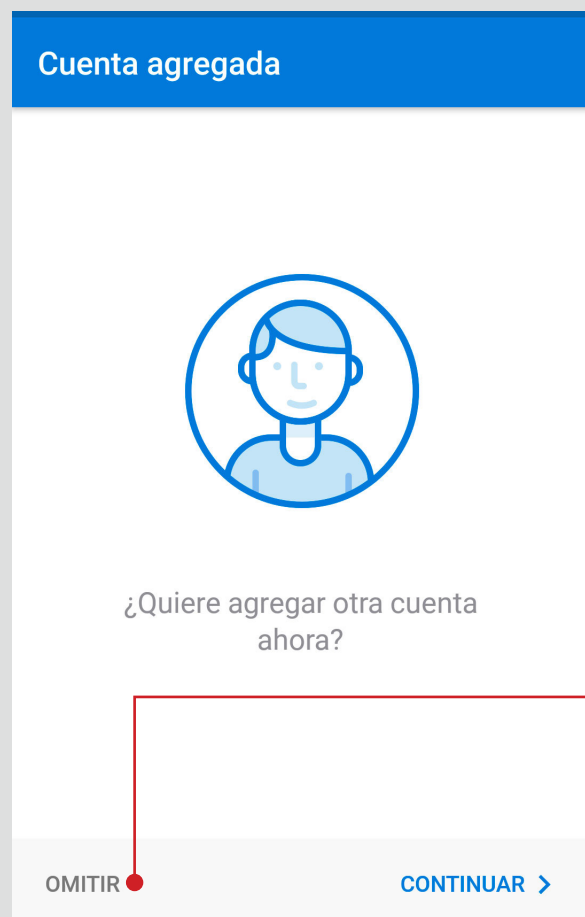 Cuenta agregada
¿Quiere agregar otra cuenta
ahora?
OMITIR
CONTINUAR